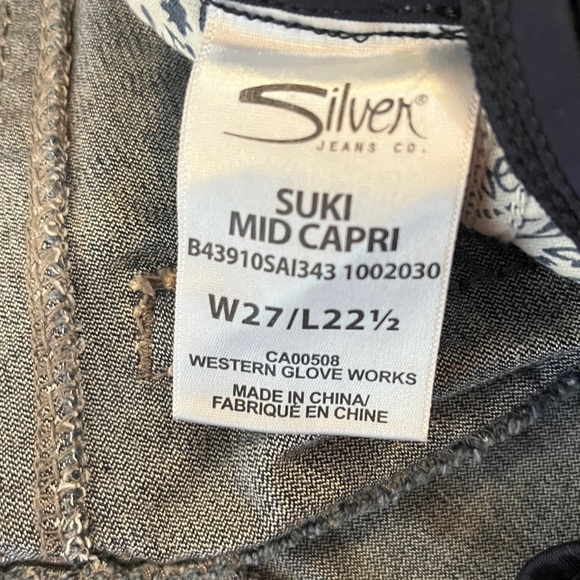 Silver®
JEANS CO.
SUKI
MID CAPRI
B43910SAI343 1002030
W27/L22½
CA00508
WESTERN GLOVE WORKS
MADE IN CHINA/
FABRIQUÉ EN CHINE